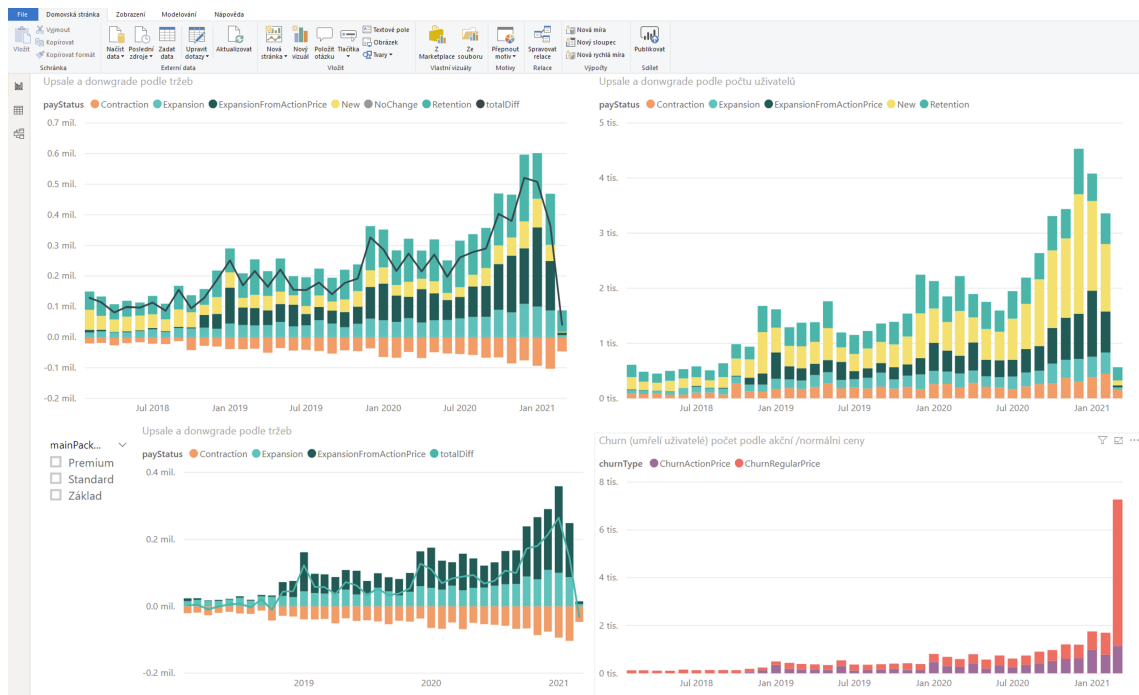 File Domovská stránka Zobrazení Modelování Nápověda
Vložit
Vyjmout
Kopírovat
Kopírovat formát
Schránka
Načíst data
Poslední zdroje
Zadat data
Upravit dotazy
Aktualizovat
Externí data
Nová stránka
Nový vizuál
Položit otázku
Tlačítka
Textové pole
Obrázek
Tvary
Vložit
Z Marketplace
Ze souboru
Vlastní vizuály
Přepnout motiv
Motivy
Spravovat relace
Relace
Nová míra
Nový sloupec
Nová rychlá míra
Výpočty
Publikovat
Sdílet
Upsale a donwgrade podle tržeb
payStatus Contraction Expansion ExpansionFromActionPrice New NoChange Retention totalDiff
0.7 mil.
0.6 mil.
0.5 mil.
0.4 mil.
0.3 mil.
0.2 mil.
0.1 mil.
0.0 mil.
-0.1 mil.
-0.2 mil.
Jul 2018 Jan 2019 Jul 2019 Jan 2020 Jul 2020 Jan 2021
Upsale a donwgrade podle počtu uživatelů
payStatus Contraction Expansion ExpansionFromActionPrice New Retention
5 tis.
4 tis.
3 tis.
2 tis.
1 tis.
0 tis.
Jul 2018 Jan 2019 Jul 2019 Jan 2020 Jul 2020 Jan 2021
mainPack...
Premium
Standard
Základ
Upsale a donwgrade podle tržeb
payStatus Contraction Expansion ExpansionFromActionPrice totalDiff
0.4 mil.
0.2 mil.
0.0 mil.
-0.2 mil.
2019 2020 2021
Churn (umřelí uživatelé) počet podle akční /normálni ceny
churnType ChurnActionPrice ChurnRegularPrice
8 tis.
6 tis.
4 tis.
2 tis.
0 tis.
Jul 2018 Jan 2019 Jul 2019 Jan 2020 Jul 2020 Jan 2021